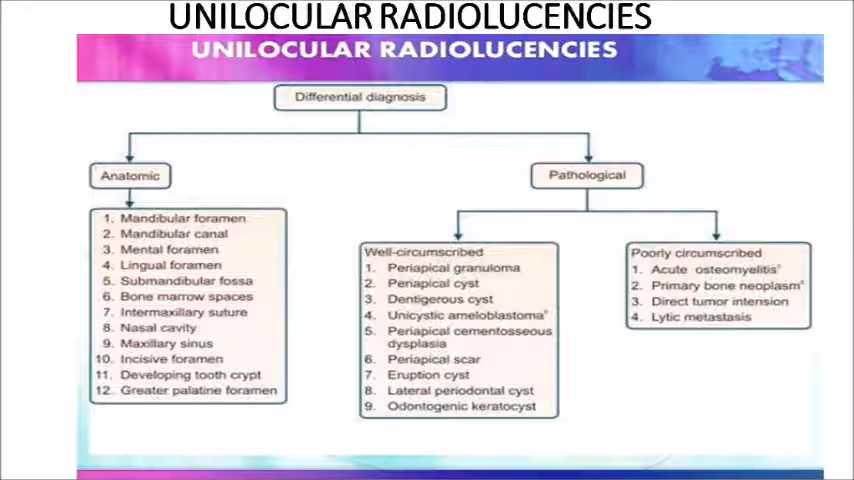 UNILOCULAR RADIOLUCENCIES
UNILOCULAR RADIOLUCENCIES
Differential diagnosis
Anatomic
Pathological
1. Mandibular foramen
2. Mandibular canal
3. Mental foramen
4. Lingual foramen
5. Submandibular fossa
6. Bone marrow spaces
7. Intermaxillary suture
8. Nasal cavity
9. Maxillary sinus
10. Incisive foramen
11. Developing tooth crypt
12. Greater palatine foramen
Well-circumscribed
1. Periapical granuloma
2. Periapical cyst
3. Dentigerous cyst
4. Unicystic ameloblastoma
5. Periapical cementosseous
dysplasia
6. Periapical scar
7. Eruption cyst
8. Lateral periodontal cyst
9. Odontogenic keratocyst
Poorly circumscribed
1. Acute osteomyelitis
2. Primary bone neoplasm
3. Direct tumor intension
4. Lytic metastasis